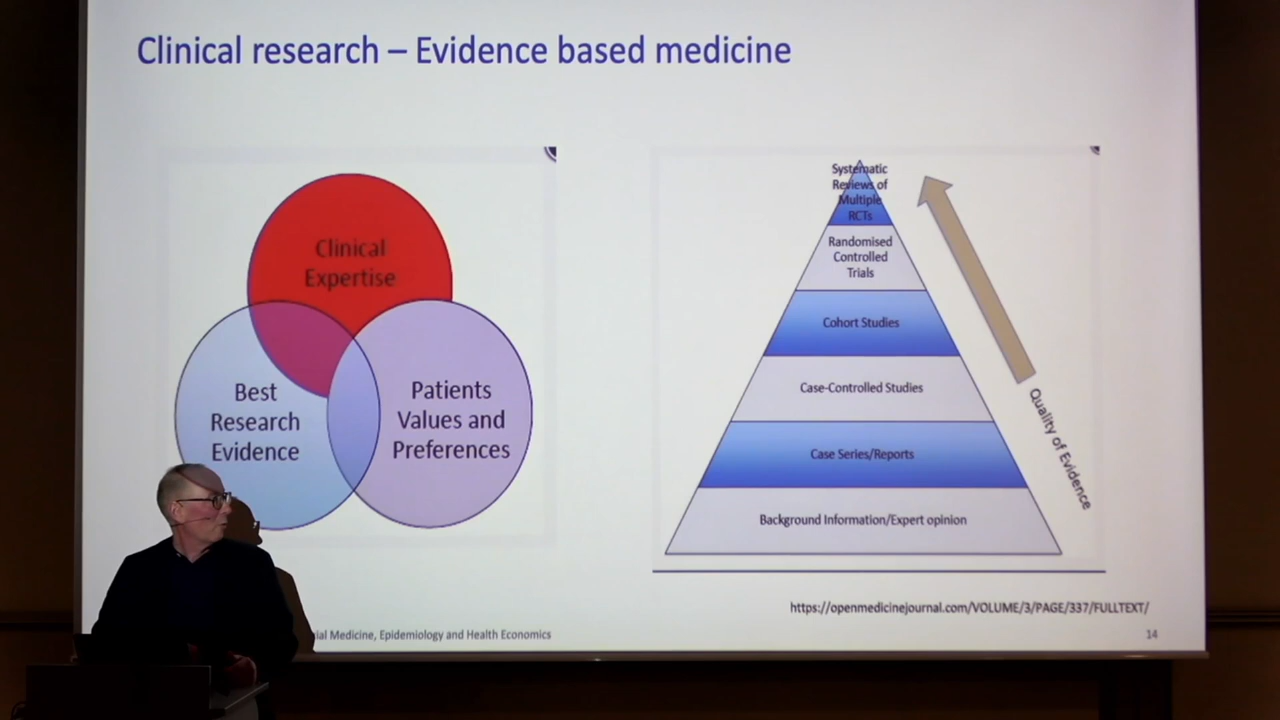 Clinical research – Evidence based medicine
Clinical
Expertise
Best
Research
Evidence
Patients
Values and
Preferences
Systematic
Reviews of
Multiple
RCTs
Randomised
Controlled
Trials
Cohort Studies
Case-Controlled Studies
Case Series/Reports
Background Information/Expert opinion
Quality of Evidence
https://openmedicinejournal.com/VOLUME/3/PAGE/337/FULLTEXT/
Medicine, Epidemiology and Health Economics
14